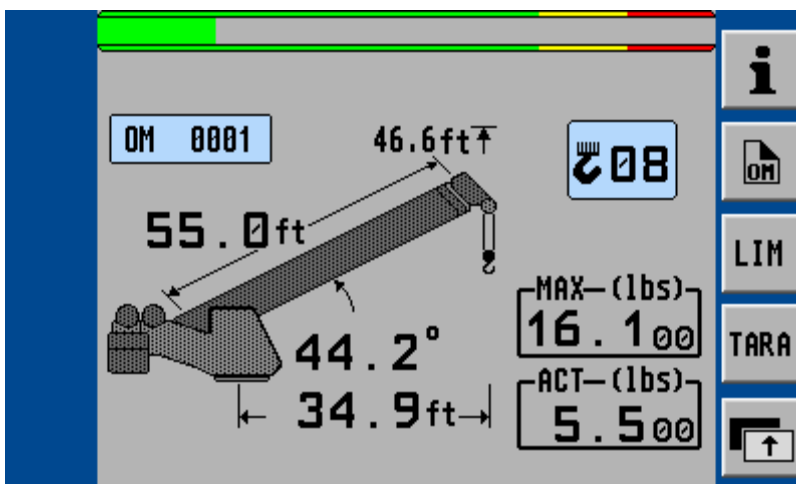 i
OM 0001
46.6ft
08
OM
55.0ft
LIM
MAX—(lbs)
16.100
44.2°
TARA
ACT—(lbs)
34.9ft
5.500